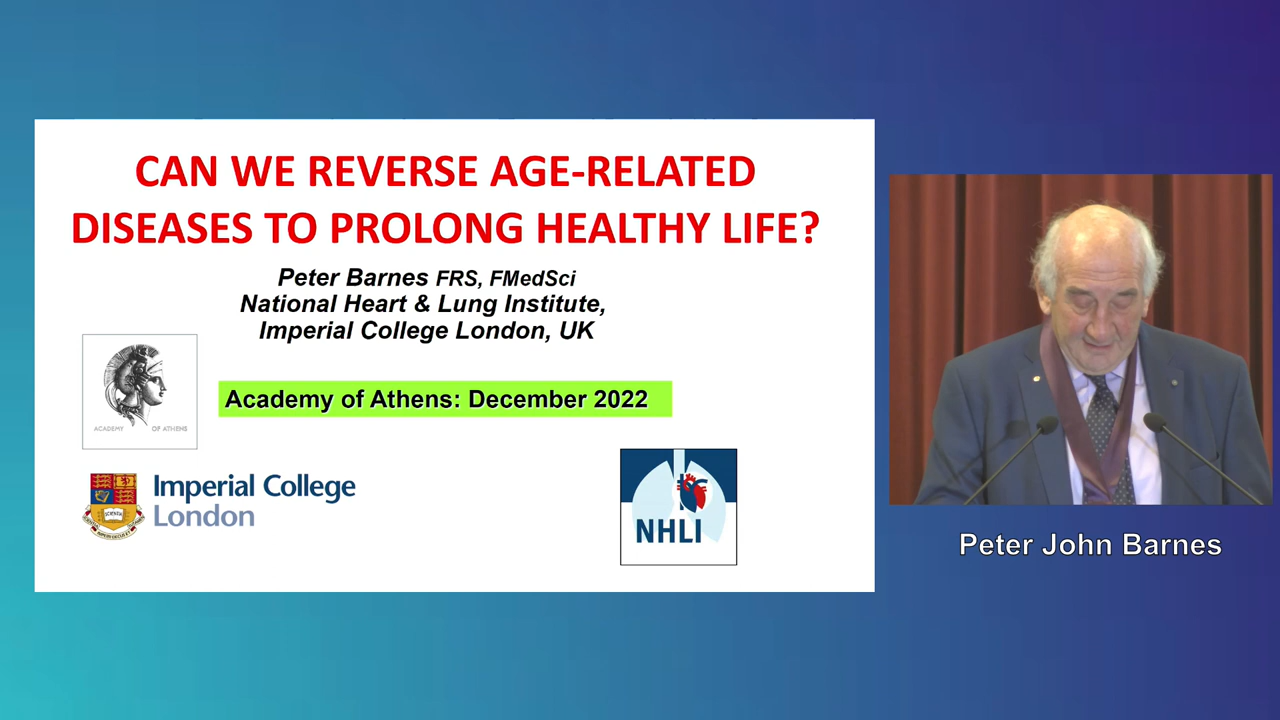 CAN WE REVERSE AGE-RELATED
DISEASES TO PROLONG HEALTHY LIFE?
Peter Barnes FRS, FMedSci
National Heart & Lung Institute,
Imperial College London, UK
ACADEMY OF ATHENS
Academy of Athens: December 2022
Imperial College
London
SCIENTIA
NHLI
Peter John Barnes